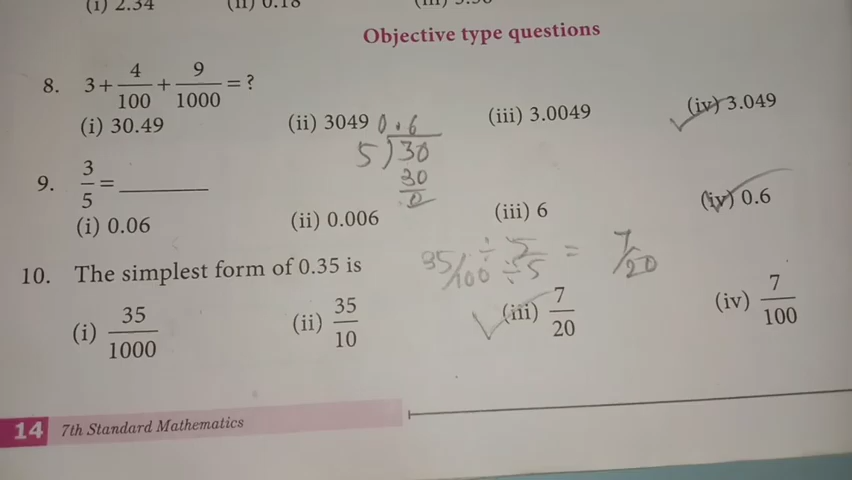 (i) 2.34 (ii) 0.18 (iii) 3.56
Objective type questions
8. 3 + 4/100 + 9/1000 = ?
(i) 30.49 (ii) 3049 (iii) 3.0049 (iv) 3.049
0.6
5 ) 30
30
0
9. 3/5 = ________
(i) 0.06 (ii) 0.006 (iii) 6 (iv) 0.6
10. The simplest form of 0.35 is
35/100 ÷ 5 / ÷ 5 = 7/20
(i) 35/1000 (ii) 35/10 (iii) 7/20 (iv) 7/100
14 7th Standard Mathematics